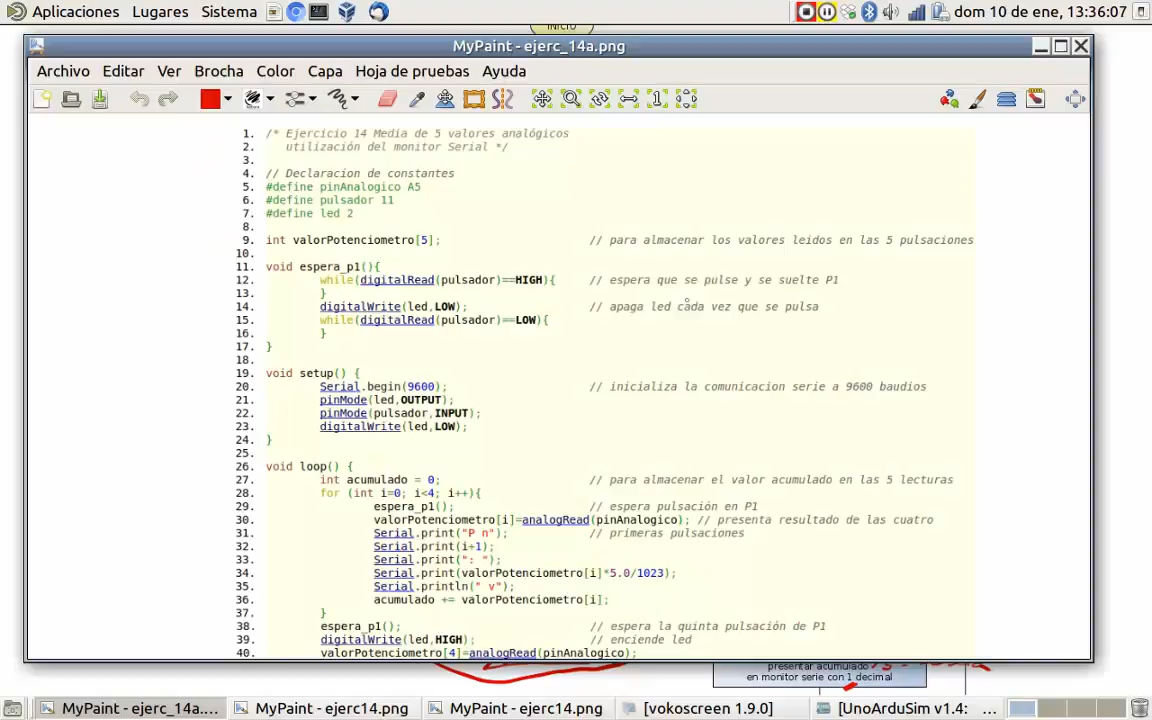 Aplicaciones Lugares Sistema dom 10 de ene, 13:36:07
INICIO
MyPaint - ejerc_14a.png
Archivo Editar Ver Brocha Color Capa Hoja de pruebas Ayuda
1. /* Ejercicio 14 Media de 5 valores analógicos
2. utilización del monitor Serial */
3.
4. // Declaracion de constantes
5. #define pinAnalogico A5
6. #define pulsador 11
7. #define led 2
8.
9. int valorPotenciometro[5]; // para almacenar los valores leidos en las 5 pulsaciones
10.
11. void espera_p1(){
12. while(digitalRead(pulsador)==HIGH){ // espera que se pulse y se suelte P1
13. }
14. digitalWrite(led,LOW); // apaga led cada vez que se pulsa
15. while(digitalRead(pulsador)==LOW){
16. }
17. }
18.
19. void setup() {
20. Serial.begin(9600); // inicializa la comunicacion serie a 9600 baudios
21. pinMode(led,OUTPUT);
22. pinMode(pulsador,INPUT);
23. digitalWrite(led,LOW);
24. }
25.
26. void loop() {
27. int acumulado = 0; // para almacenar el valor acumulado en las 5 lecturas
28. for (int i=0; i<4; i++){
29. espera_p1(); // espera pulsación en P1
30. valorPotenciometro[i]=analogRead(pinAnalogico); // presenta resultado de las cuatro
31. Serial.print("P n"); // primeras pulsaciones
32. Serial.print(i+1);
33. Serial.print(": ");
34. Serial.print(valorPotenciometro[i]*5.0/1023);
35. Serial.println(" v");
36. acumulado += valorPotenciometro[i];
37. }
38. espera_p1(); // espera la quinta pulsación de P1
39. digitalWrite(led,HIGH); // enciende led
40. valorPotenciometro[4]=analogRead(pinAnalogico);
presentar acumulado
en monitor serie con 1 decimal
MyPaint - ejerc_14a.... MyPaint - ejerc14.png MyPaint - ejerc14.png [vokoscreen 1.9.0] [UnoArduSim v1.4: ...